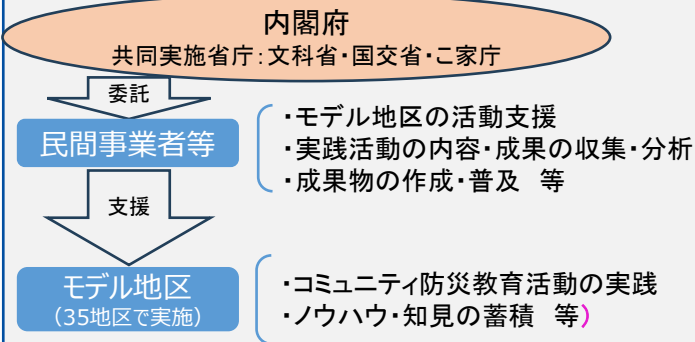 内閣府
共同実施省庁：文科省・国交省・こ家庁
委託
民間事業者等
・モデル地区の活動支援
・実践活動の内容・成果の収集・分析
・成果物の作成・普及　等
支援
モデル地区
（35地区で実施）
・コミュニティ防災教育活動の実践
・ノウハウ・知見の蓄積　等)